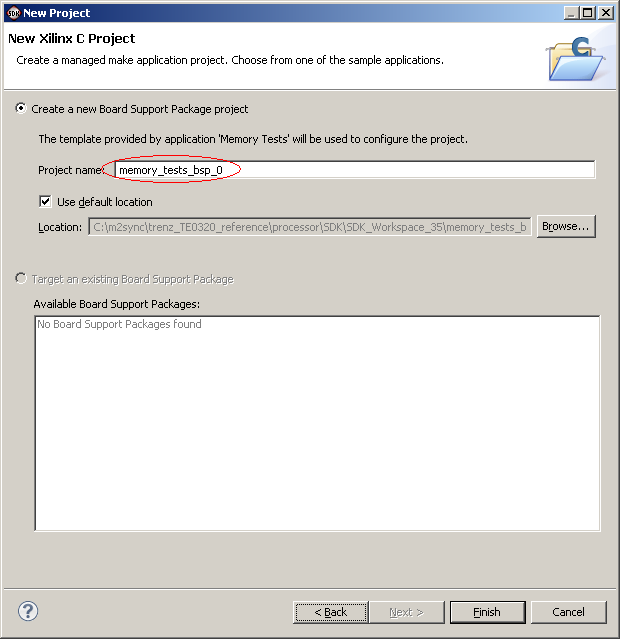 SDK New Project
New Xilinx C Project
Create a managed make application project. Choose from one of the sample applications.
C
Create a new Board Support Package project
The template provided by application 'Memory Tests' will be used to configure the project.
Project name: memory_tests_bsp_0
Use default location
Location: C:\m2sync\trenz_TE0320_reference\processor\SDK\SDK_Workspace_35\memory_tests_b Browse...
Target an existing Board Support Package
Available Board Support Packages:
No Board Support Packages found
? < Back Next > Finish Cancel